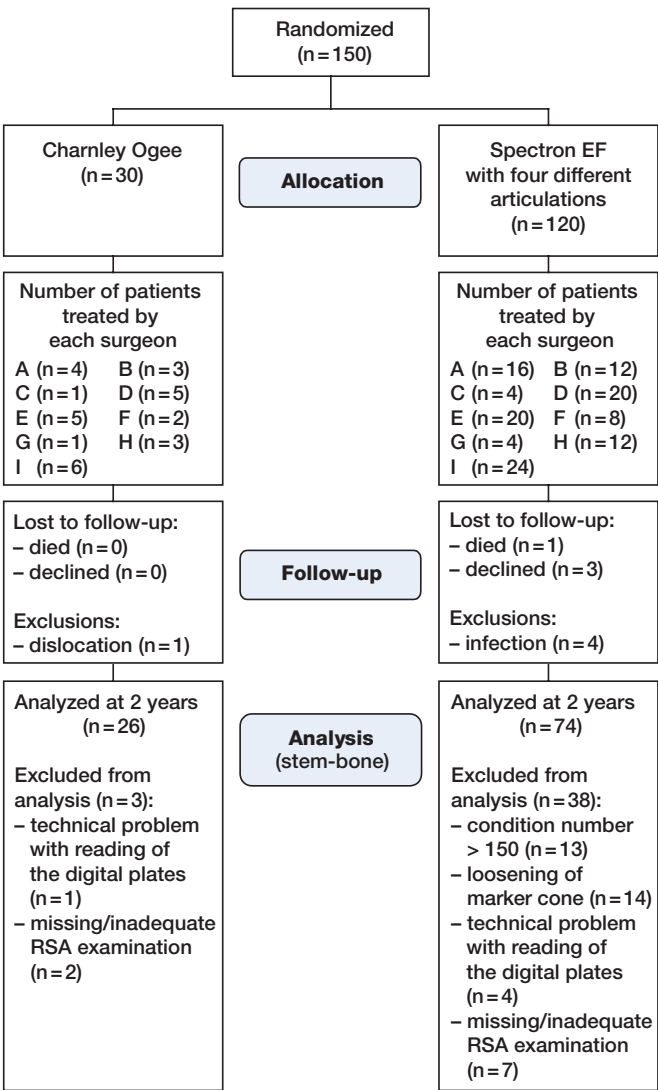 Randomized
(n=150)
Charnley Ogee
(n=30)
Allocation
Spectron EF
with four different
articulations
(n=120)
Number of patients
treated by
each surgeon
A (n=4) B (n=3)
C (n=1) D (n=5)
E (n=5) F (n=2)
G (n=1) H (n=3)
I (n=6)
Number of patients
treated by
each surgeon
A (n=16) B (n=12)
C (n=4) D (n=20)
E (n=20) F (n=8)
G (n=4) H (n=12)
I (n=24)
Lost to follow-up:
– died (n=0)
– declined (n=0)
Exclusions:
– dislocation (n=1)
Follow-up
Lost to follow-up:
– died (n=1)
– declined (n=3)
Exclusions:
– infection (n=4)
Analyzed at 2 years
(n=26)
Excluded from
analysis (n=3):
– technical problem
with reading of
the digital plates
(n=1)
– missing/inadequate
RSA examination
(n=2)
Analysis
(stem-bone)
Analyzed at 2 years
(n=74)
Excluded from
analysis (n=38):
– condition number
> 150 (n=13)
– loosening of
marker cone (n=14)
– technical problem
with reading of
the digital plates
(n=4)
– missing/inadequate
RSA examination
(n=7)